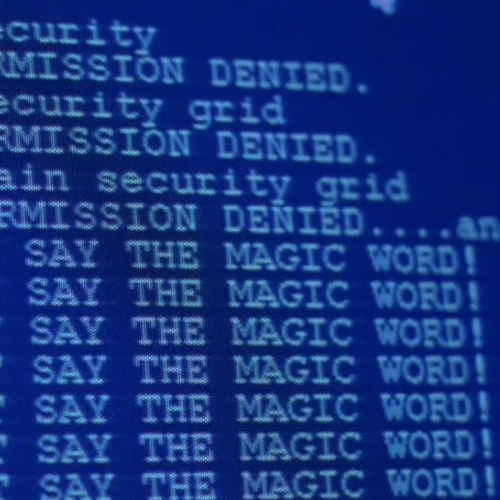 ecurity
RMISSION DENIED.
ecurity grid
RMISSION DENIED.
ain security grid
RMISSION DENIED....an
SAY THE MAGIC WORD!
SAY THE MAGIC WORD!
SAY THE MAGIC WORD!
SAY THE MAGIC WORD!
T SAY THE MAGIC WORD!
T SAY THE MAGIC WORD!
T SAY THE MAGIC WORD!